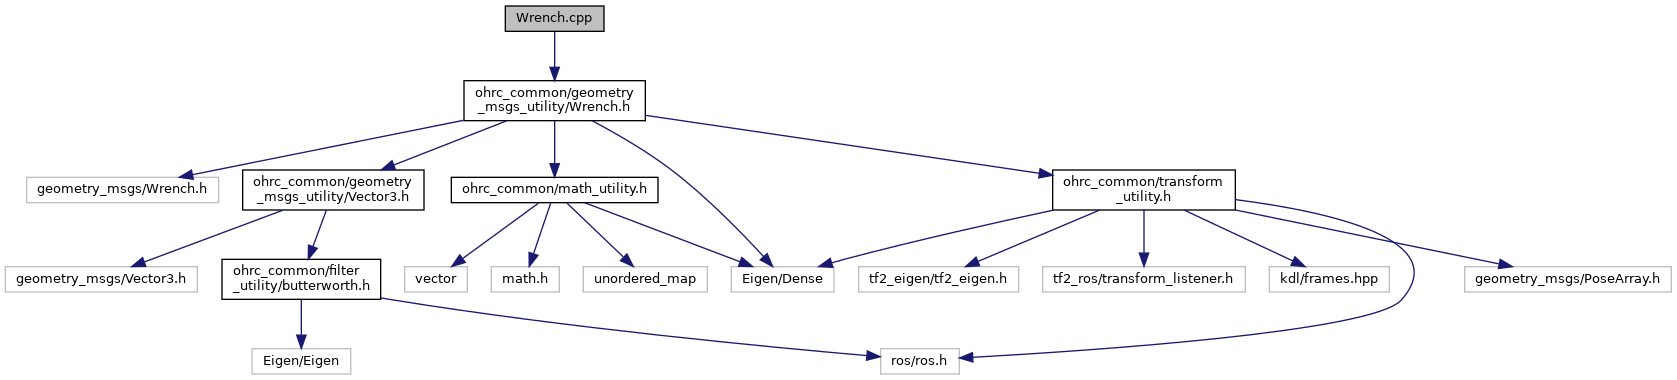 Wrench.cpp
ohrc_common/geometry
_msgs_utility/Wrench.h
geometry_msgs/Wrench.h
ohrc_common/geometry
_msgs_utility/Vector3.h
ohrc_common/math_utility.h
ohrc_common/transform
_utility.h
geometry_msgs/Vector3.h
ohrc_common/filter
_utility/butterworth.h
vector
math.h
unordered_map
Eigen/Dense
tf2_eigen/tf2_eigen.h
tf2_ros/transform_listener.h
kdl/frames.hpp
geometry_msgs/PoseArray.h
Eigen/Eigen
ros/ros.h